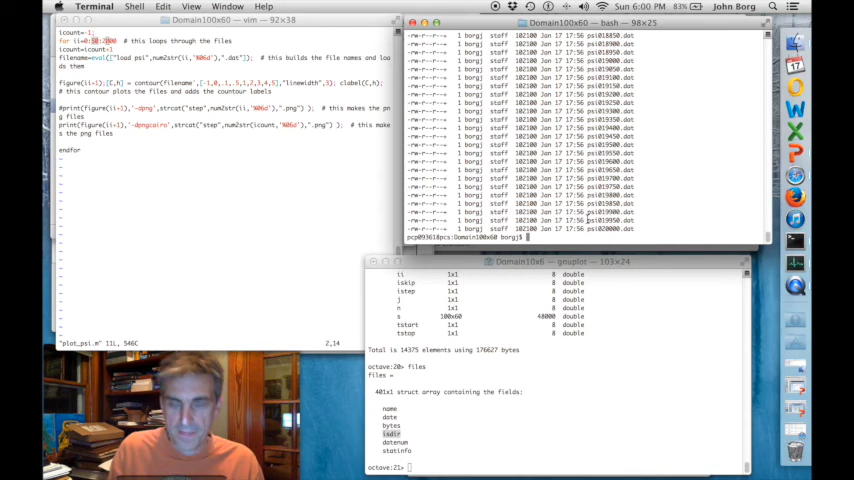 Terminal Shell Edit View Window Help
Sun 6:00 PM 83% John Borg
Domain100x60 — vim — 92×38
icount=-1;
for ii=0:50:2000 # this loops through the files
icount=icount+1
filename=eval(["load psi",num2str(ii,'%06d'),".dat"]); # this builds the file names and loa
ds them
figure(ii+1);[C,h] = contour(filename',[-1,0,.1,.5,1,2,3,4,5],"linewidth",3); clabel(C,h);
# this contour plots the files and adds the countour labels
#print(figure(ii+1),'-dpng',strcat("step",num2str(ii,'%06d'),".png") ); # this makes the pn
g files
print(figure(ii+1),'-dpngcairo',strcat("step",num2str(icount,'%06d'),".png") ); # this make
s the png files
endfor
"plot_psi.m" 11L, 546C 2,14
Domain100x60 — bash — 98×25
-rw-r--r-- 1 borgj staff 102100 Jan 17 17:56 psi018850.dat
-rw-r--r-- 1 borgj staff 102100 Jan 17 17:56 psi018900.dat
-rw-r--r-- 1 borgj staff 102100 Jan 17 17:56 psi018950.dat
-rw-r--r-- 1 borgj staff 102100 Jan 17 17:56 psi019000.dat
-rw-r--r-- 1 borgj staff 102100 Jan 17 17:56 psi019050.dat
-rw-r--r-- 1 borgj staff 102100 Jan 17 17:56 psi019100.dat
-rw-r--r-- 1 borgj staff 102100 Jan 17 17:56 psi019150.dat
-rw-r--r-- 1 borgj staff 102100 Jan 17 17:56 psi019200.dat
-rw-r--r-- 1 borgj staff 102100 Jan 17 17:56 psi019250.dat
-rw-r--r-- 1 borgj staff 102100 Jan 17 17:56 psi019300.dat
-rw-r--r-- 1 borgj staff 102100 Jan 17 17:56 psi019350.dat
-rw-r--r-- 1 borgj staff 102100 Jan 17 17:56 psi019400.dat
-rw-r--r-- 1 borgj staff 102100 Jan 17 17:56 psi019450.dat
-rw-r--r-- 1 borgj staff 102100 Jan 17 17:56 psi019500.dat
-rw-r--r-- 1 borgj staff 102100 Jan 17 17:56 psi019550.dat
-rw-r--r-- 1 borgj staff 102100 Jan 17 17:56 psi019600.dat
-rw-r--r-- 1 borgj staff 102100 Jan 17 17:56 psi019650.dat
-rw-r--r-- 1 borgj staff 102100 Jan 17 17:56 psi019700.dat
-rw-r--r-- 1 borgj staff 102100 Jan 17 17:56 psi019750.dat
-rw-r--r-- 1 borgj staff 102100 Jan 17 17:56 psi019800.dat
-rw-r--r-- 1 borgj staff 102100 Jan 17 17:56 psi019850.dat
-rw-r--r-- 1 borgj staff 102100 Jan 17 17:56 psi019900.dat
-rw-r--r-- 1 borgj staff 102100 Jan 17 17:56 psi019950.dat
-rw-r--r-- 1 borgj staff 102100 Jan 17 17:56 psi020000.dat
pcp093618pcs:Domain100x60 borgj$
Domain10x6 — gnuplot — 103×24
ii 1x1 8 double
iskip 1x1 8 double
istep 1x1 8 double
j 1x1 8 double
n 1x1 8 double
s 100x60 48000 double
tstart 1x1 8 double
tstop 1x1 8 double
Total is 14375 elements using 176627 bytes
octave:20> files
files =
401x1 struct array containing the fields:
name
date
bytes
isdir
datenum
statinfo
octave:21>